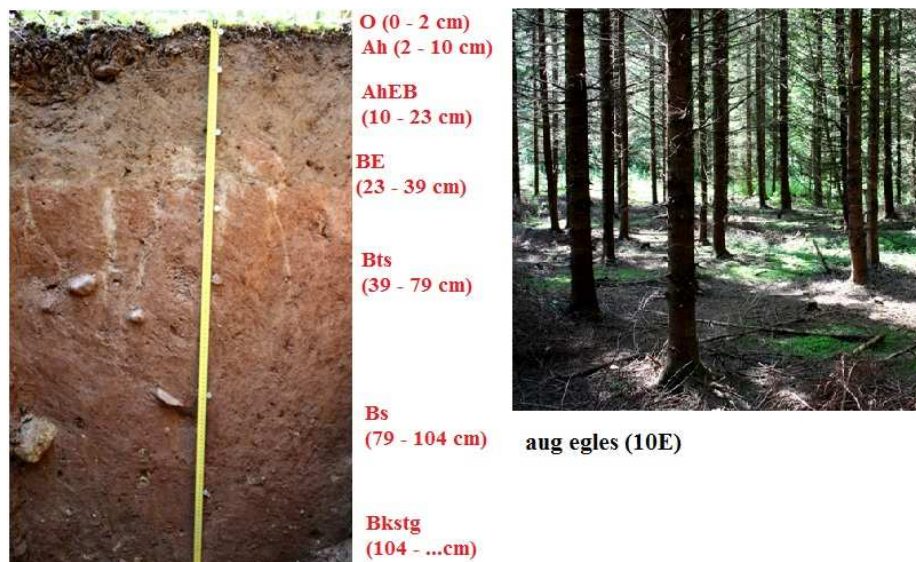 O (0 - 2 cm)
Ah (2 - 10 cm)
AhEB
(10 - 23 cm)
BE
(23 - 39 cm)
Bts
(39 - 79 cm)
Bs
(79 - 104 cm)
Bkstg
(104 - ...cm)
aug egles (10E)